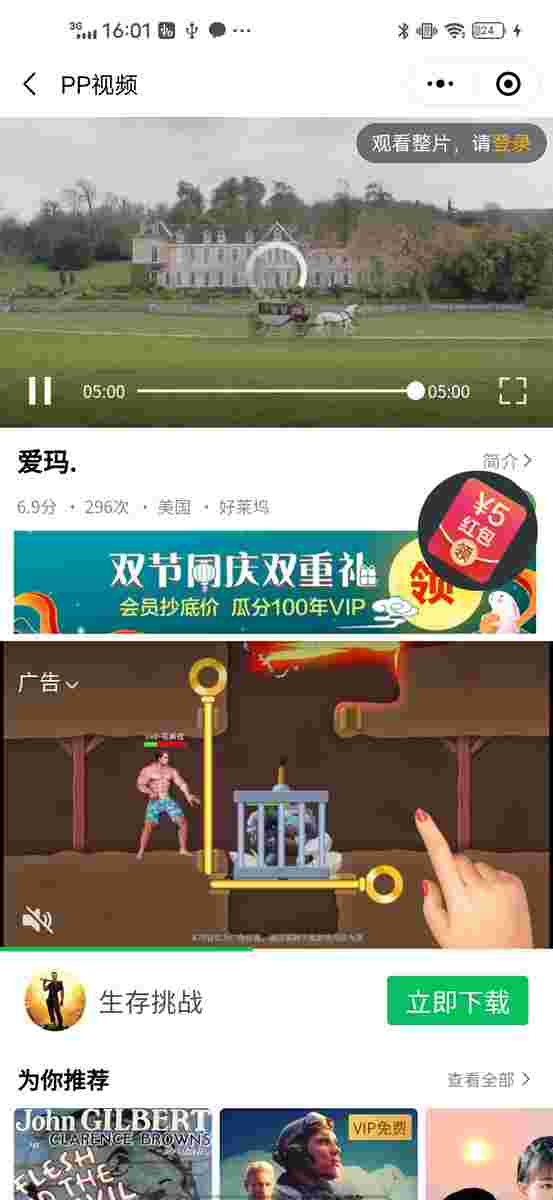 3G 16:01 24
PP视频
观看整片，请登录
05:00 05:00
爱玛.
简介
6.9分 · 296次 · 美国 · 好莱坞
¥5
红包
领
双节同庆双重礼
会员抄底价 瓜分100年VIP
领
广告
生存挑战
立即下载
为你推荐
查看全部
John GILBERT
CLARENCE BROWN'S
FLESH
THE
VIP免费